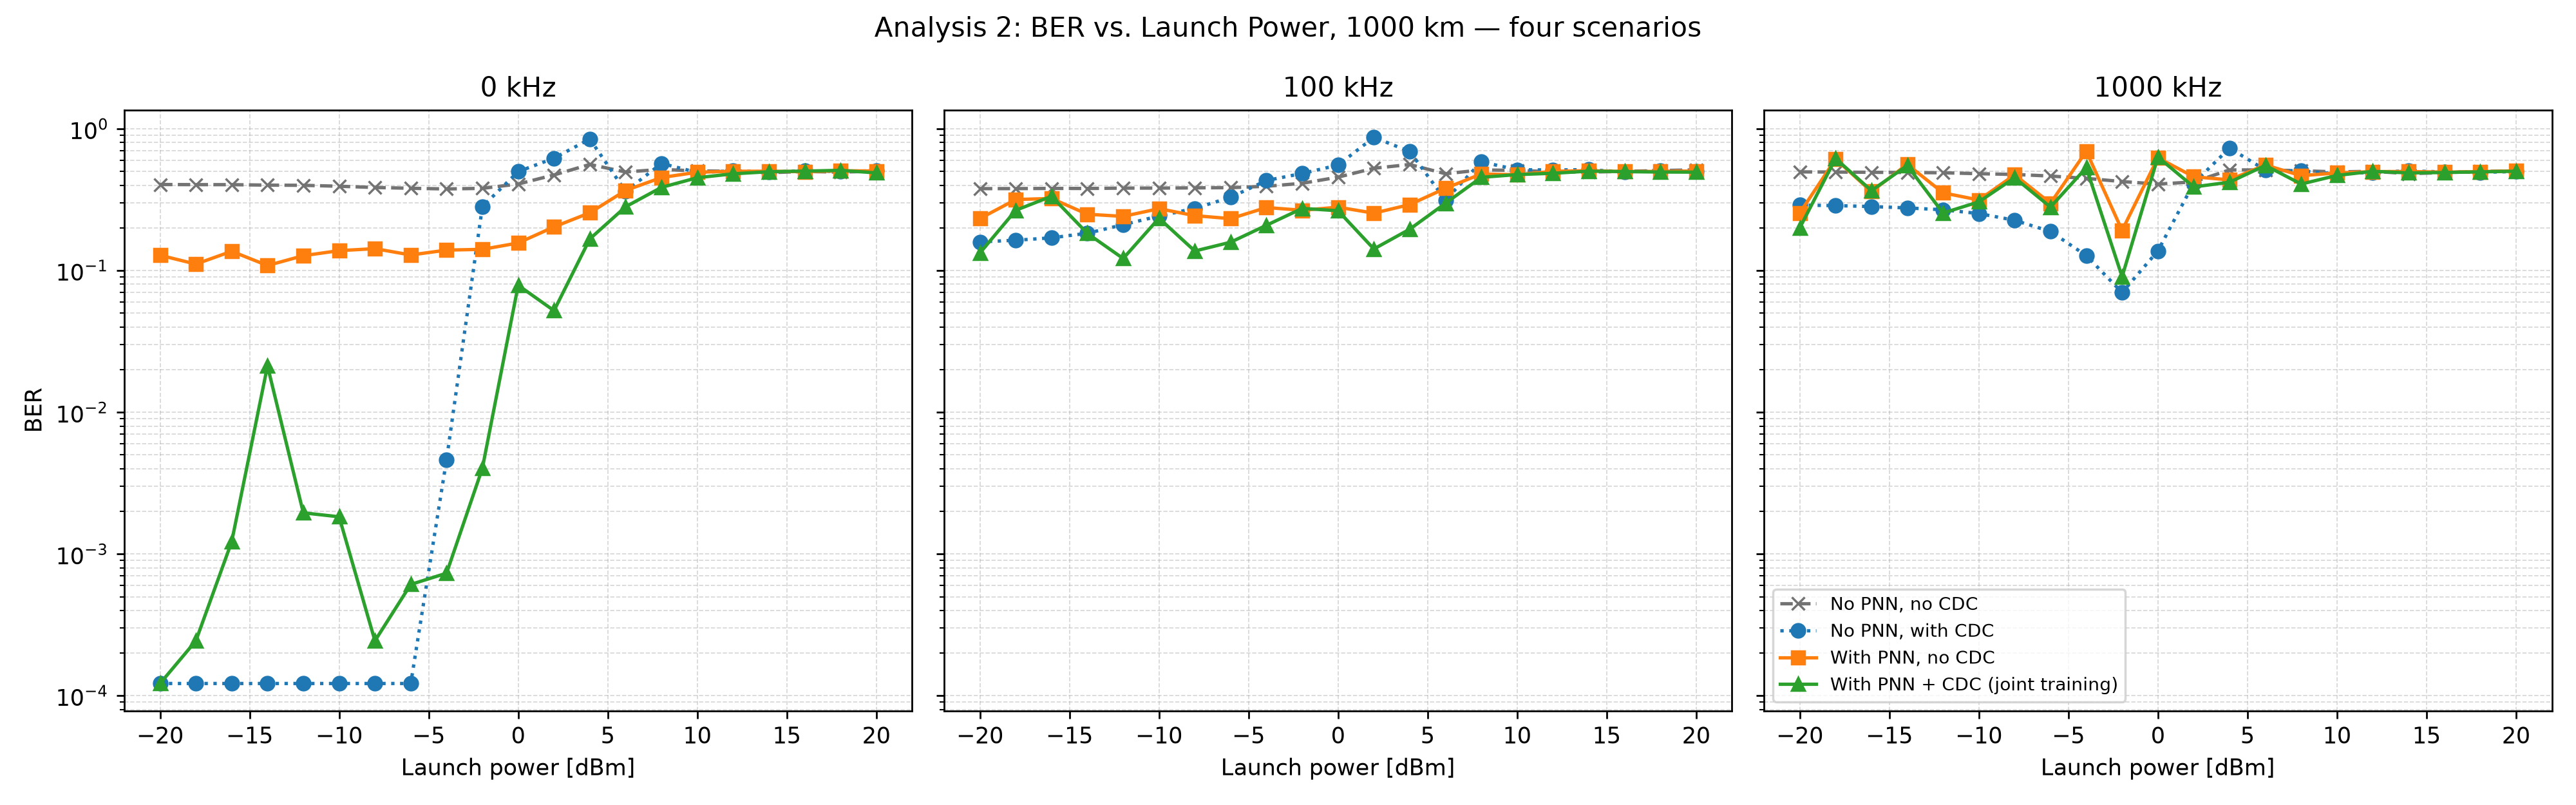 Analysis 2: BER vs. Launch Power, 1000 km — four scenarios
0 kHz
100 kHz
1000 kHz
BER
10⁰
10⁻¹
10⁻²
10⁻³
10⁻⁴
−20 −15 −10 −5 0 5 10 15 20
−20 −15 −10 −5 0 5 10 15 20
−20 −15 −10 −5 0 5 10 15 20
Launch power [dBm]
Launch power [dBm]
Launch power [dBm]
No PNN, no CDC
No PNN, with CDC
With PNN, no CDC
With PNN + CDC (joint training)